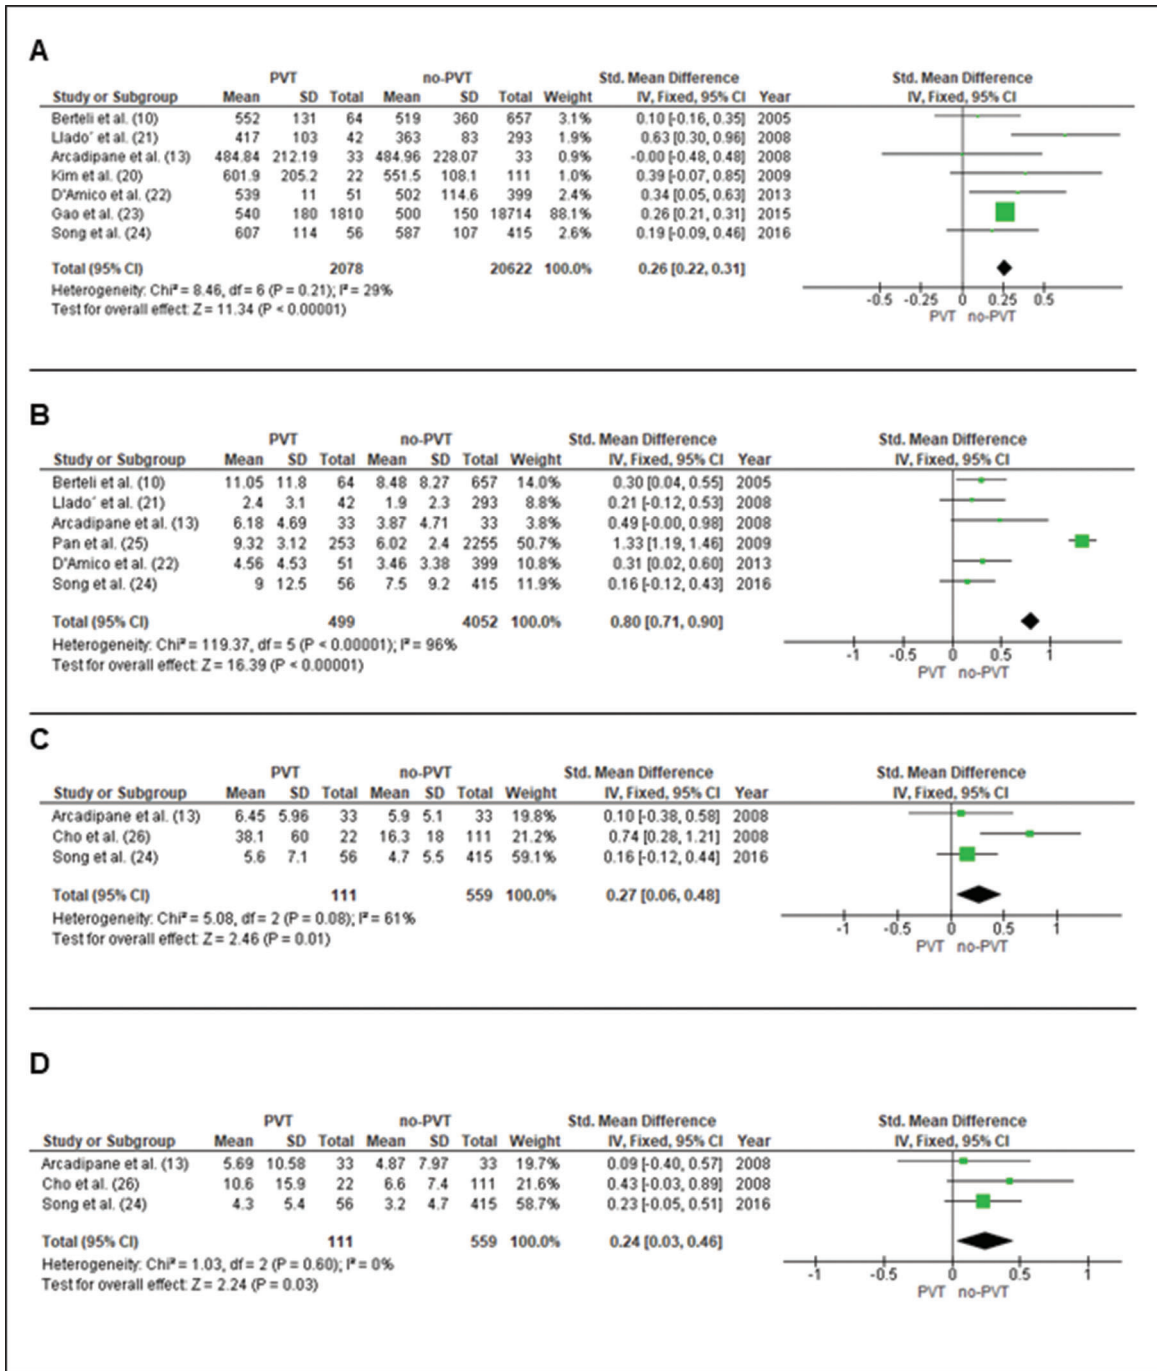 A
PVT no-PVT Std. Mean Difference Std. Mean Difference
Study or Subgroup Mean SD Total Mean SD Total Weight IV, Fixed, 95% CI Year IV, Fixed, 95% CI
Berteli et al. (10) 552 131 64 519 360 657 3.1% 0.10 [-0.16, 0.35] 2005
Llado´ et al. (21) 417 103 42 363 83 293 1.9% 0.63 [0.30, 0.96] 2008
Arcadipane et al. (13) 484.84 212.19 33 484.96 228.07 33 0.9% -0.00 [-0.48, 0.48] 2008
Kim et al. (20) 601.9 205.2 22 551.5 108.1 111 1.0% 0.39 [-0.07, 0.85] 2009
D'Amico et al. (22) 539 11 51 502 114.6 399 2.4% 0.34 [0.05, 0.63] 2013
Gao et al. (23) 540 180 1810 500 150 18714 88.1% 0.26 [0.21, 0.31] 2015
Song et al. (24) 607 114 56 587 107 415 2.6% 0.19 [-0.09, 0.46] 2016
Total (95% CI) 2078 20622 100.0% 0.26 [0.22, 0.31]
Heterogeneity: Chi² = 8.46, df = 6 (P = 0.21); I² = 29%
Test for overall effect: Z = 11.34 (P < 0.00001)
-0.5 -0.25 0 0.25 0.5
PVT no-PVT
B
PVT no-PVT Std. Mean Difference Std. Mean Difference
Study or Subgroup Mean SD Total Mean SD Total Weight IV, Fixed, 95% CI Year IV, Fixed, 95% CI
Berteli et al. (10) 11.05 11.8 64 8.48 8.27 657 14.0% 0.30 [0.04, 0.55] 2005
Llado´ et al. (21) 2.4 3.1 42 1.9 2.3 293 8.8% 0.21 [-0.12, 0.53] 2008
Arcadipane et al. (13) 6.18 4.69 33 3.87 4.71 33 3.8% 0.49 [-0.00, 0.98] 2008
Pan et al. (25) 9.32 3.12 253 6.02 2.4 2255 50.7% 1.33 [1.19, 1.46] 2009
D'Amico et al. (22) 4.56 4.53 51 3.46 3.38 399 10.8% 0.31 [0.02, 0.60] 2013
Song et al. (24) 9 12.5 56 7.5 9.2 415 11.9% 0.16 [-0.12, 0.43] 2016
Total (95% CI) 499 4052 100.0% 0.80 [0.71, 0.90]
Heterogeneity: Chi² = 119.37, df = 5 (P < 0.00001); I² = 96%
Test for overall effect: Z = 16.39 (P < 0.00001)
-1 -0.5 0 0.5 1
PVT no-PVT
C
PVT no-PVT Std. Mean Difference Std. Mean Difference
Study or Subgroup Mean SD Total Mean SD Total Weight IV, Fixed, 95% CI Year IV, Fixed, 95% CI
Arcadipane et al. (13) 6.45 5.96 33 5.9 5.1 33 19.8% 0.10 [-0.38, 0.58] 2008
Cho et al. (26) 38.1 60 22 16.3 18 111 21.2% 0.74 [0.28, 1.21] 2008
Song et al. (24) 5.6 7.1 56 4.7 5.5 415 59.1% 0.16 [-0.12, 0.44] 2016
Total (95% CI) 111 559 100.0% 0.27 [0.06, 0.48]
Heterogeneity: Chi² = 5.08, df = 2 (P = 0.08); I² = 61%
Test for overall effect: Z = 2.46 (P = 0.01)
-1 -0.5 0 0.5 1
PVT no-PVT
D
PVT no-PVT Std. Mean Difference Std. Mean Difference
Study or Subgroup Mean SD Total Mean SD Total Weight IV, Fixed, 95% CI Year IV, Fixed, 95% CI
Arcadipane et al. (13) 5.69 10.58 33 4.87 7.97 33 19.7% 0.09 [-0.40, 0.57] 2008
Cho et al. (26) 10.6 15.9 22 6.6 7.4 111 21.6% 0.43 [-0.03, 0.89] 2008
Song et al. (24) 4.3 5.4 56 3.2 4.7 415 58.7% 0.23 [-0.05, 0.51] 2016
Total (95% CI) 111 559 100.0% 0.24 [0.03, 0.46]
Heterogeneity: Chi² = 1.03, df = 2 (P = 0.60); I² = 0%
Test for overall effect: Z = 2.24 (P = 0.03)
-1 -0.5 0 0.5 1
PVT no-PVT